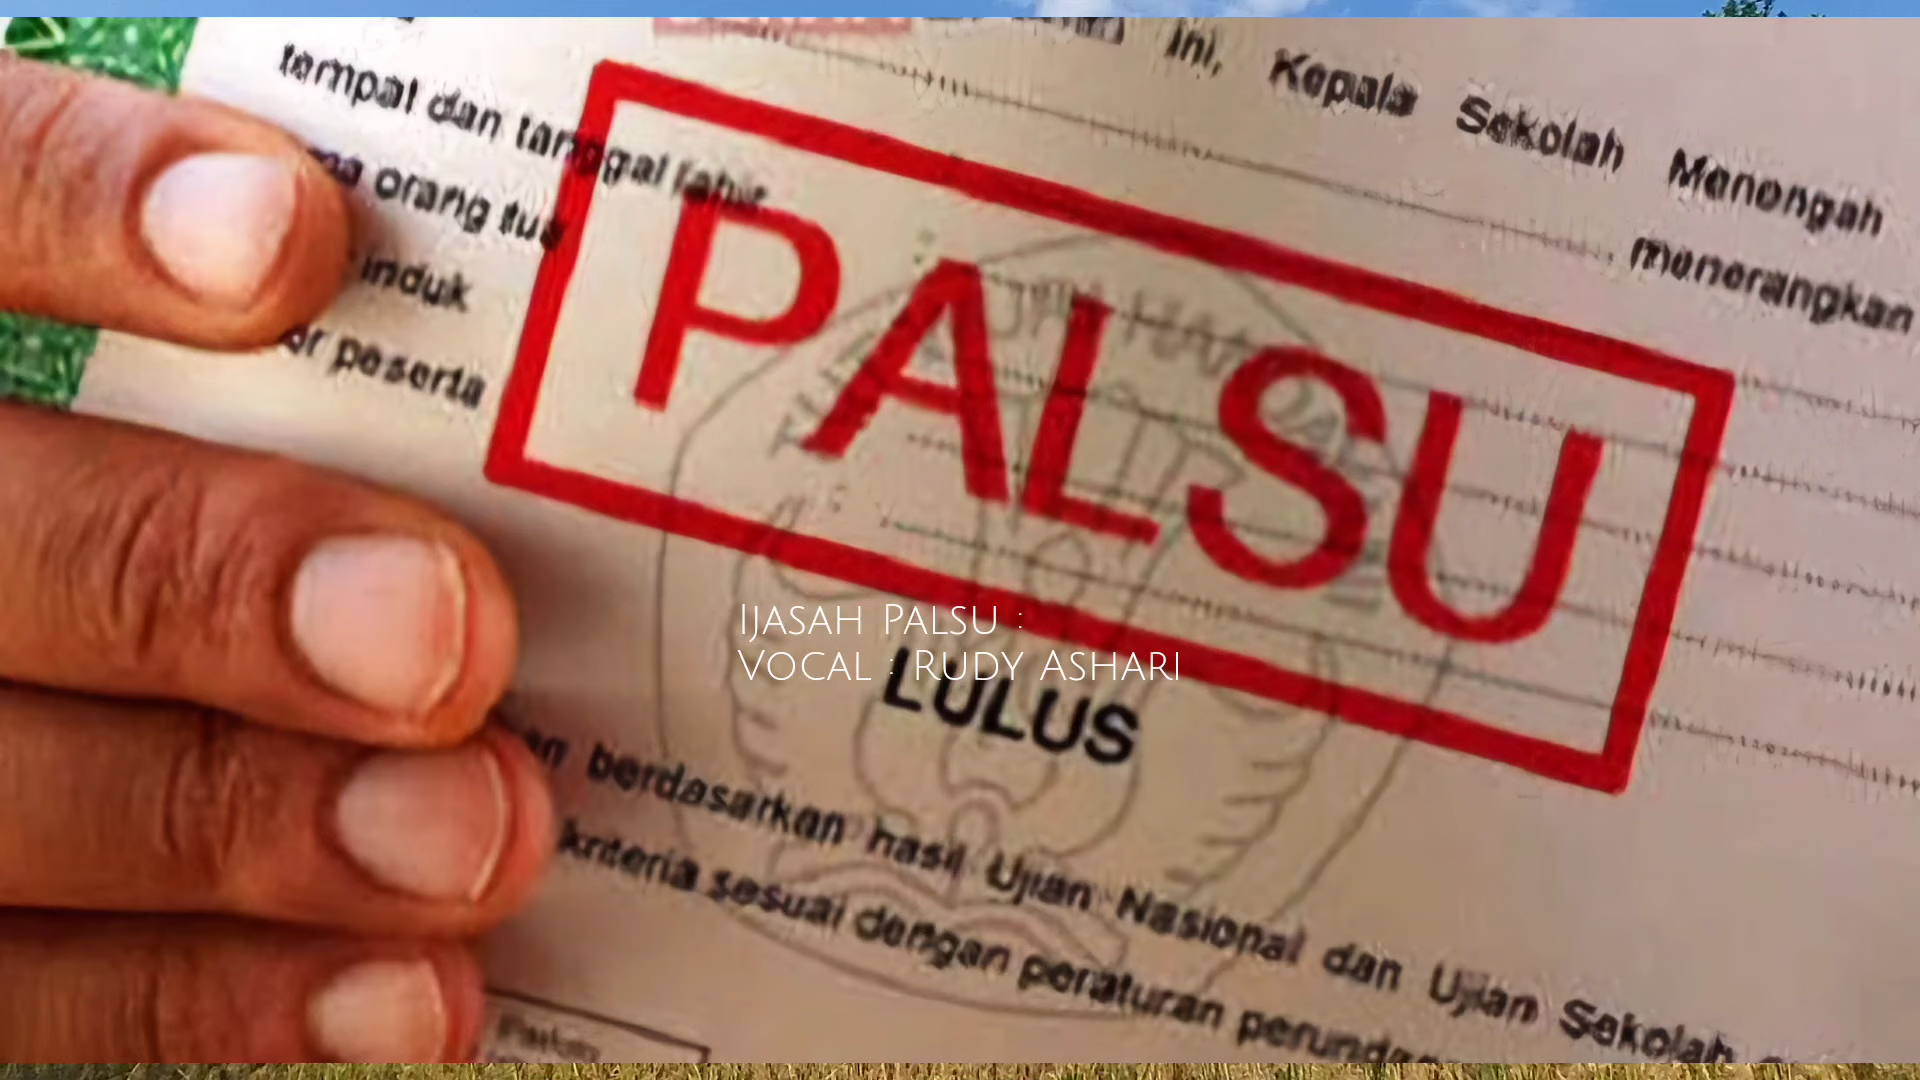 ini, Kepala Sekolah Menengah
menerangkan
tempat dan tanggal lahir
orang tua
induk
peserta
PALSU
IJASAH PALSU :
VOCAL : RUDY ASHARI
LULUS
berdasarkan hasil Ujian Nasional dan Ujian Sekolah
kriteria sesuai dengan peraturan